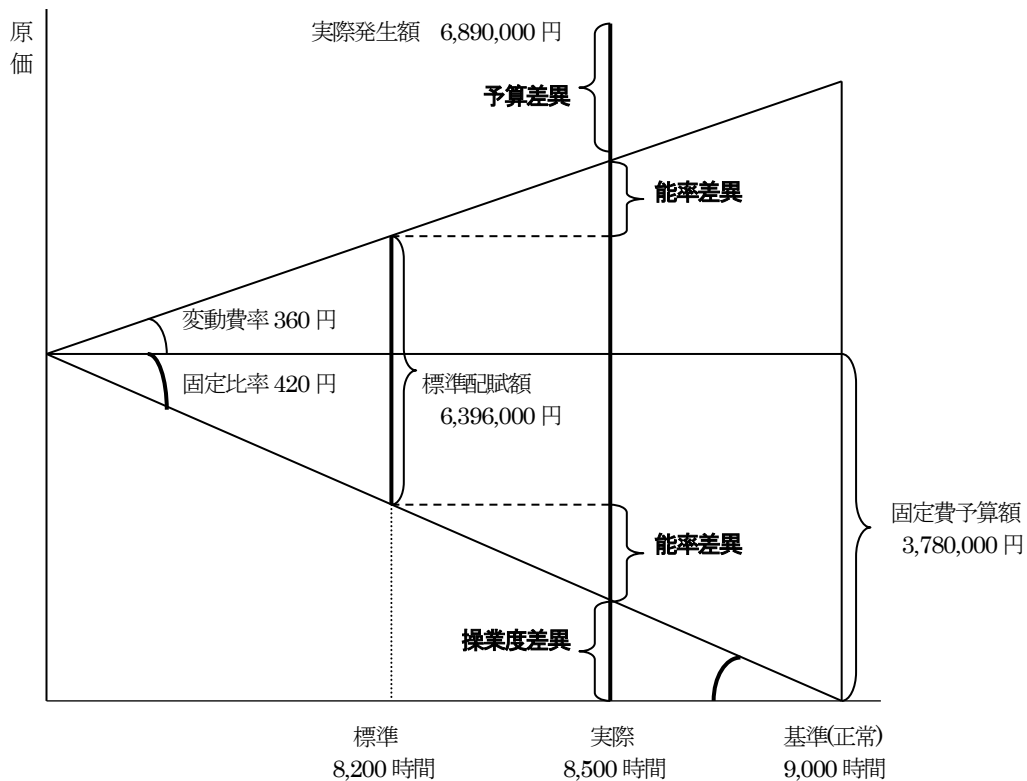 原
価
実際発生額 6,890,000 円
予算差異
能率差異
変動費率 360 円
固定比率 420 円
標準配賦額
6,396,000 円
固定費予算額
3,780,000 円
能率差異
操業度差異
標準
8,200 時間
実際
8,500 時間
基準(正常)
9,000 時間